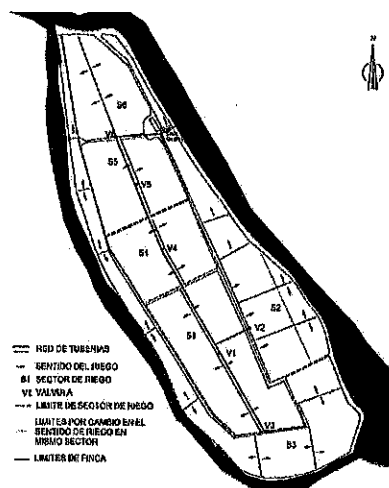 N
S6
V6
S5
V5
S4
V4
S2
S1
V2
V1
V3
S3
RED DE TUBERIAS
SENTIDO DEL RIEGO
S1 SECTOR DE RIEGO
V1 VALVULA
LIMITE DE SECTOR DE RIEGO
LIMITES POR CAMBIO EN EL
SENTIDO DE RIEGO EN
MISMO SECTOR
LIMITES DE FINCA